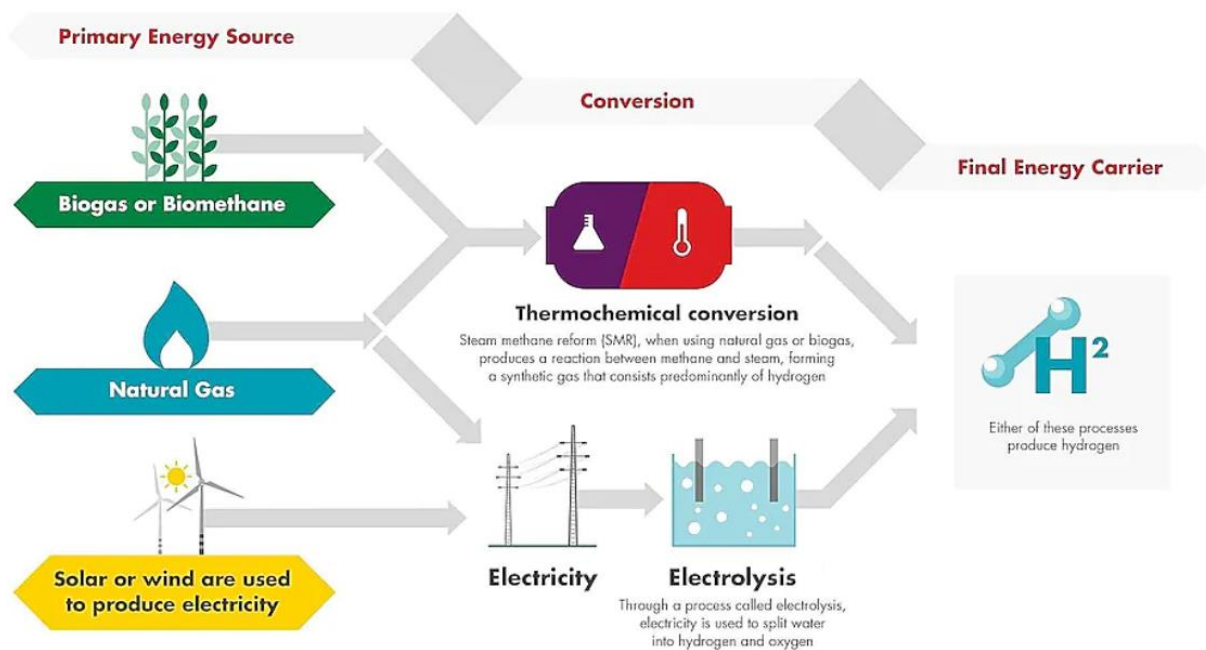 Primary Energy Source
Conversion
Final Energy Carrier
Biogas or Biomethane
Thermochemical conversion
Steam methane reform (SMR), when using natural gas or biogas,
produces a reaction between methane and steam, forming
a synthetic gas that consists predominantly of hydrogen
Natural Gas
H²
Either of these processes
produce hydrogen
Solar or wind are used
to produce electricity
Electricity
Electrolysis
Through a process called electrolysis,
electricity is used to split water
into hydrogen and oxygen